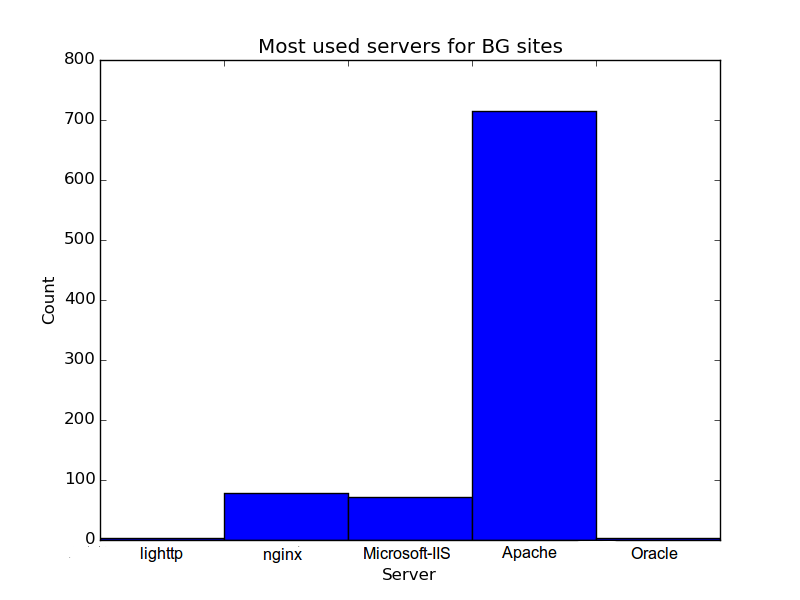 Most used servers for BG sites
800
700
600
500
400
300
200
100
0
Count
lighttp nginx Microsoft-IIS Apache Oracle
Server